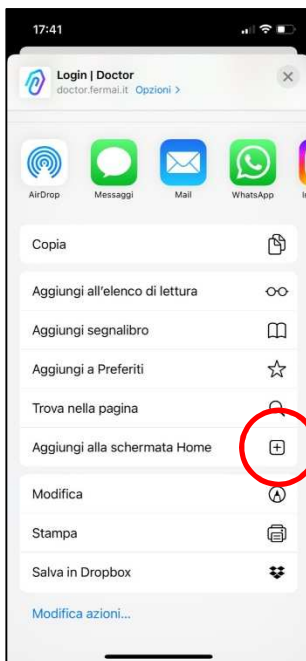 17:41
Login | Doctor
doctor.fermai.it Opzioni >
AirDrop Messaggi Mail WhatsApp
Copia
Aggiungi all'elenco di lettura
Aggiungi segnalibro
Aggiungi a Preferiti
Trova nella pagina
Aggiungi alla schermata Home
Modifica
Stampa
Salva in Dropbox
Modifica azioni...